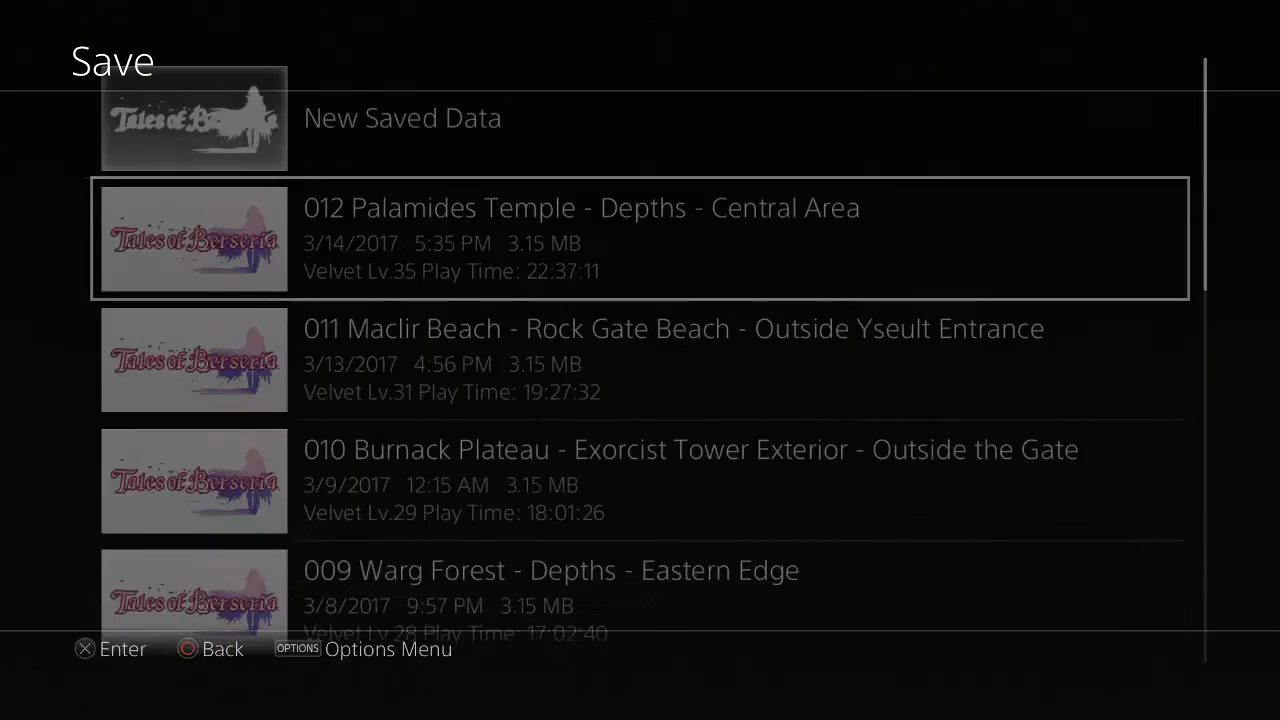 Save
Tales of Berseria
New Saved Data
Tales of Berseria
012 Palamides Temple - Depths - Central Area
3/14/2017 5:35 PM 3.15 MB
Velvet Lv.35 Play Time: 22:37:11
Tales of Berseria
011 Maclir Beach - Rock Gate Beach - Outside Yseult Entrance
3/13/2017 4:56 PM 3.15 MB
Velvet Lv.31 Play Time: 19:27:32
Tales of Berseria
010 Burnack Plateau - Exorcist Tower Exterior - Outside the Gate
3/9/2017 12:15 AM 3.15 MB
Velvet Lv.29 Play Time: 18:01:26
Tales of Berseria
009 Warg Forest - Depths - Eastern Edge
3/8/2017 9:57 PM 3.15 MB
Velvet Lv.28 Play Time: 17:02:40
Enter Back OPTIONS Options Menu